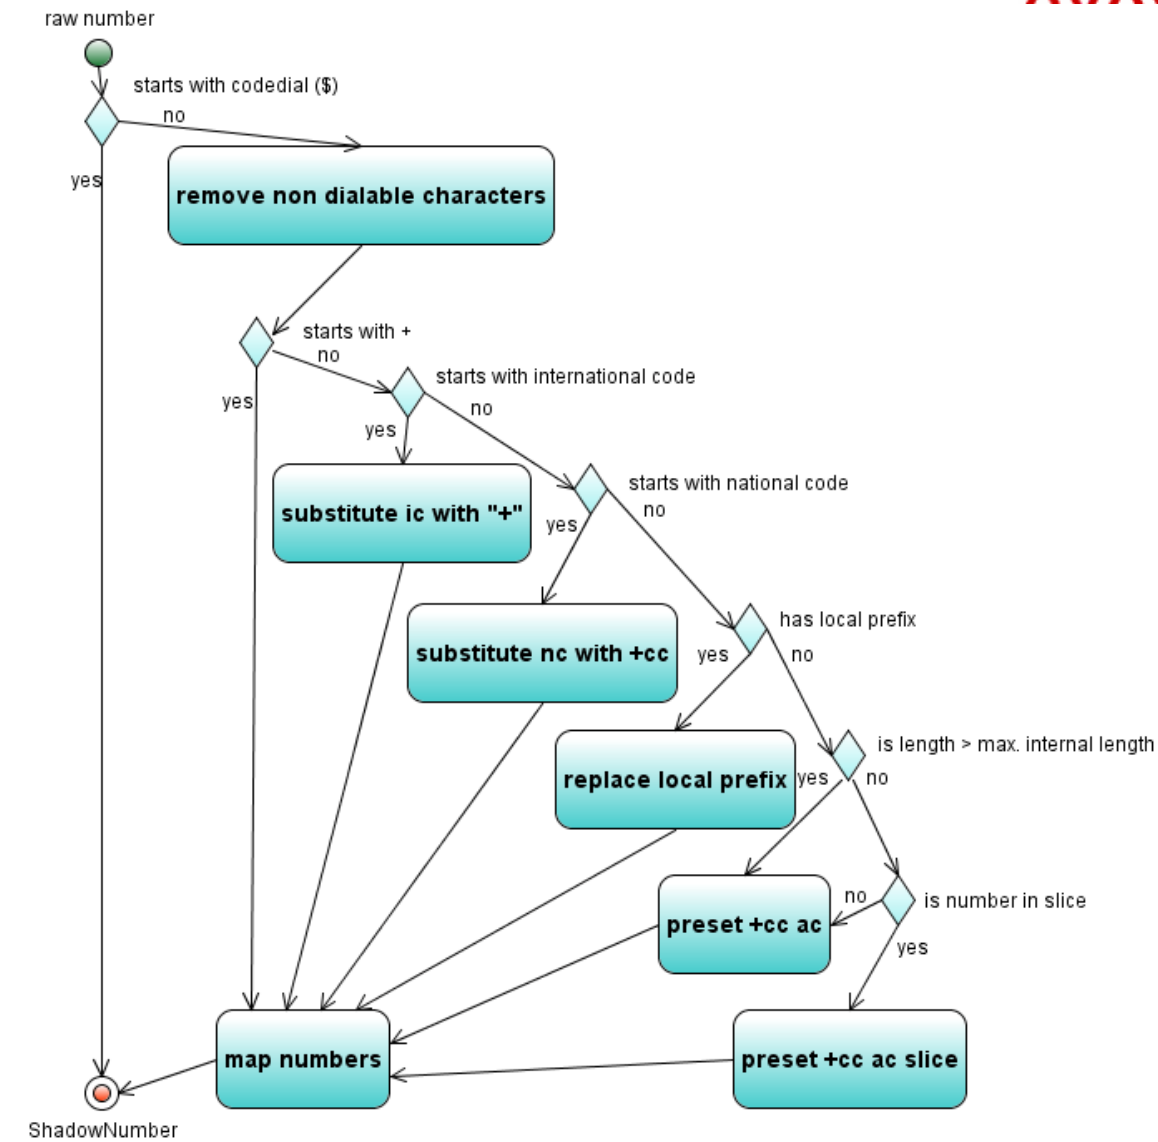 raw number
starts with codedial ($)
no
yes
remove non dialable characters
starts with +
no
starts with international code
yes
no
yes
starts with national code
substitute ic with "+"
no
yes
has local prefix
substitute nc with +cc
yes
no
is length > max. internal length
replace local prefix
yes
no
no
is number in slice
preset +cc ac
yes
map numbers
preset +cc ac slice
ShadowNumber